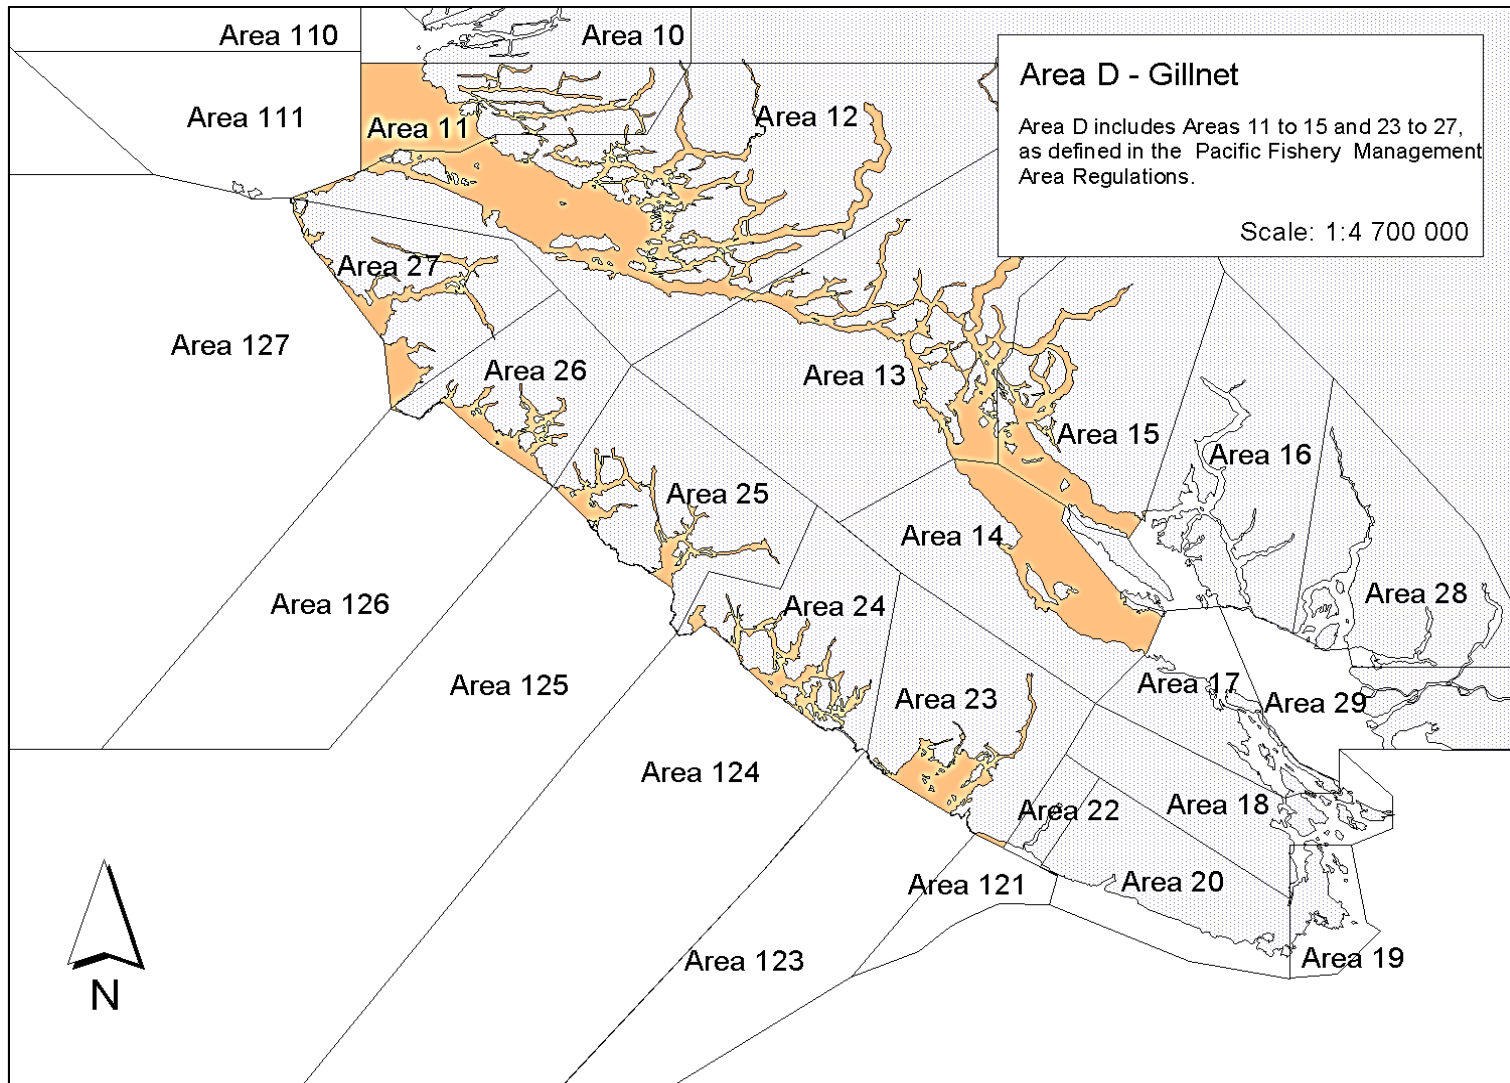 Area 110
Area 10
Area D - Gillnet
Area D includes Areas 11 to 15 and 23 to 27,
as defined in the Pacific Fishery Management
Area Regulations.
Scale: 1:4 700 000
Area 111
Area 11
Area 12
Area 27
Area 127
Area 26
Area 13
Area 15
Area 16
Area 25
Area 14
Area 126
Area 24
Area 28
Area 125
Area 23
Area 17
Area 29
Area 124
Area 22
Area 18
Area 121
Area 20
Area 123
Area 19
N